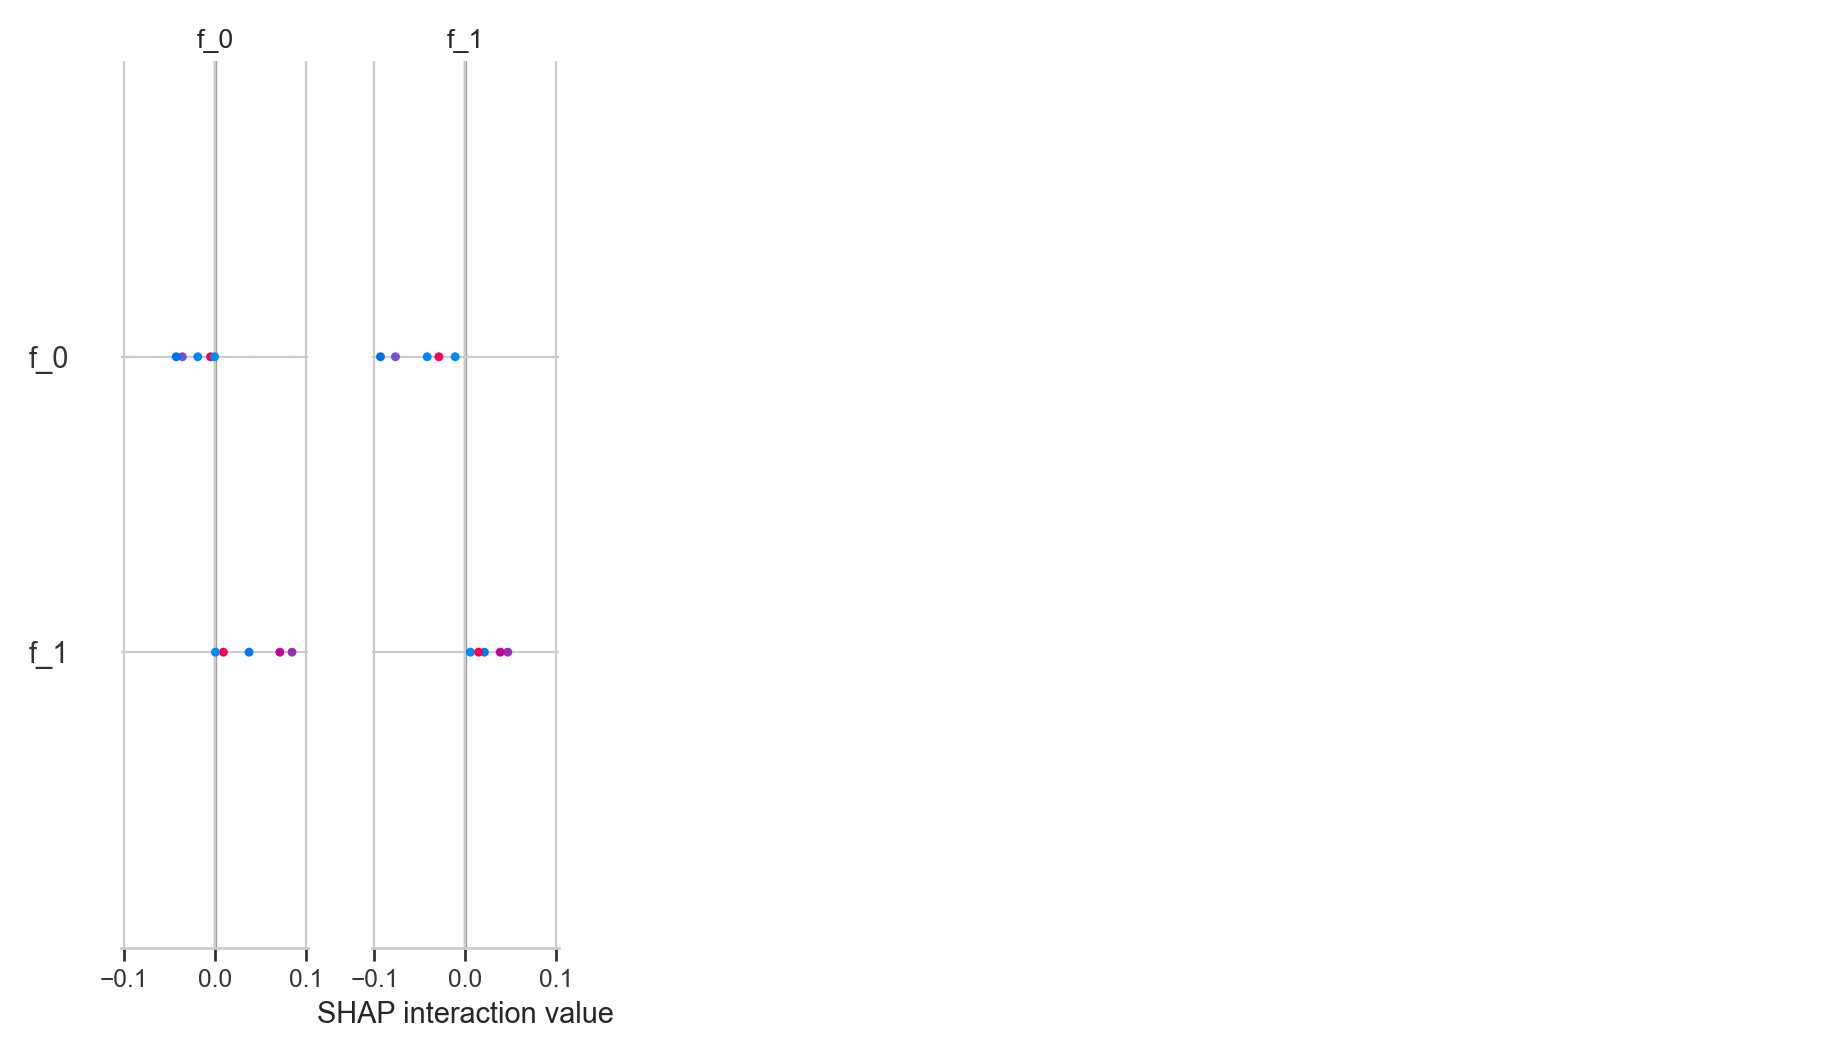 f_0 f_1
f_0
f_1
−0.1 0.0 0.1 −0.1 0.0 0.1
SHAP interaction value